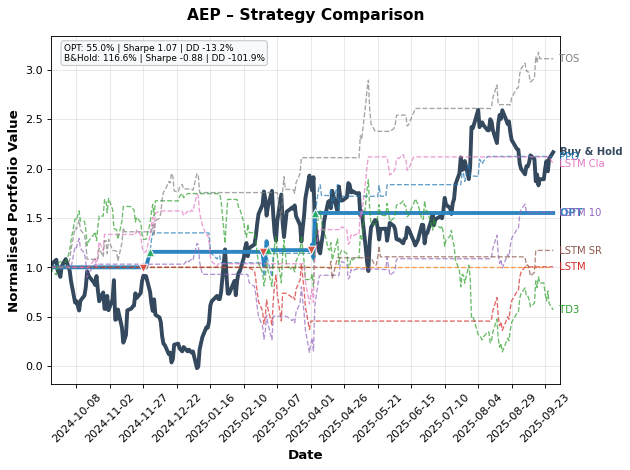 AEP – Strategy Comparison
OPT: 55.0% | Sharpe 1.07 | DD -13.2%
B&Hold: 116.6% | Sharpe -0.88 | DD -101.9%
Normalised Portfolio Value
3.0
2.5
2.0
1.5
1.0
0.5
0.0
TOS
Buy & Hold
LSTM Cla
OPT
10
LSTM SR
LSTM
TD3
2024-10-08
2024-11-02
2024-11-27
2024-12-22
2025-01-16
2025-02-10
2025-03-07
2025-04-01
2025-04-26
2025-05-21
2025-06-15
2025-07-10
2025-08-04
2025-08-29
2025-09-23
Date